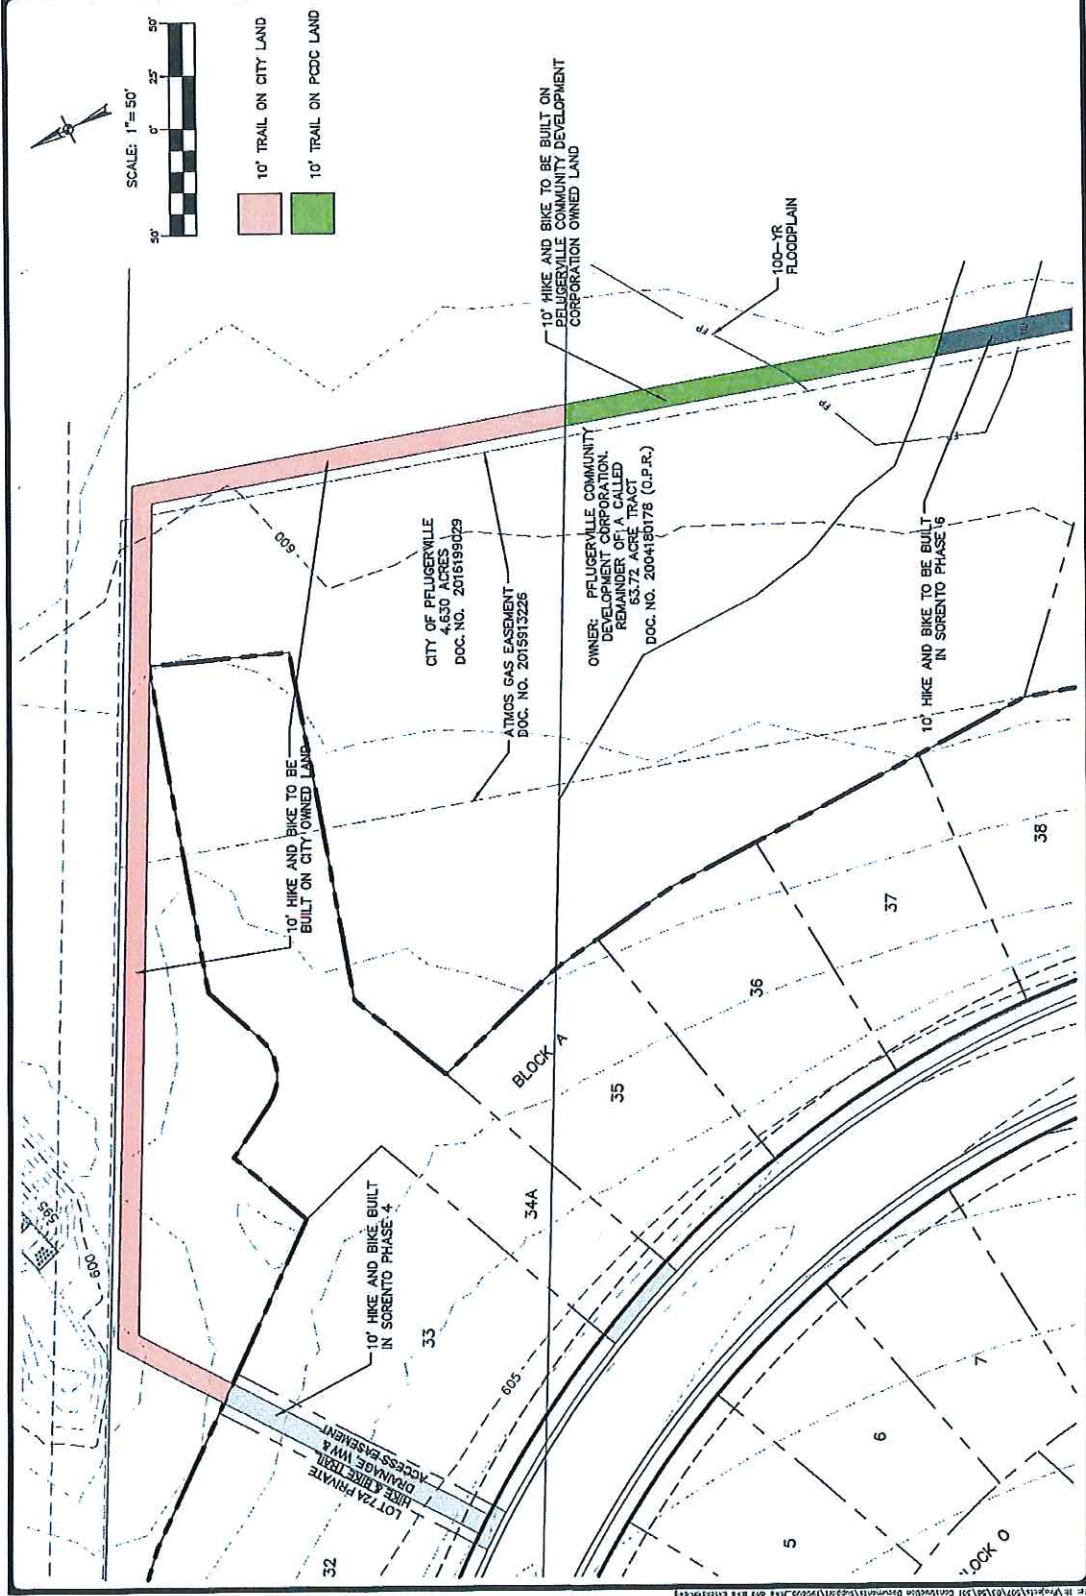 SCALE: 1"= 50'
50'
0'
25'
50'
10' TRAIL ON CITY LAND
10' TRAIL ON PCDC LAND
10' HIKE AND BIKE TO BE BUILT ON
PFLUGERVILLE COMMUNITY DEVELOPMENT
CORPORATION OWNED LAND
100-YR
FLOODPLAIN
FP
FP
600
CITY OF PFLUGERVILLE
4.630 ACRES
DOC. NO. 2016199029
ATMOS GAS EASEMENT
DOC. NO. 2015913226
OWNER: PFLUGERVILLE COMMUNITY
DEVELOPMENT CORPORATION.
REMAINDER OF A CALLED
63.72 ACRE TRACT
DOC. NO. 2004180178 (O.P.R.)
10' HIKE AND BIKE TO BE BUILT
IN SORENTO PHASE 6
10' HIKE AND BIKE TO BE
BUILT ON CITY OWNED LAND
595
600
10' HIKE AND BIKE BUILT
IN SORENTO PHASE 4
LOT 72A PRIVATE
HIKE & BIKE TRAIL
DRAINAGE, WW &
ACCESS EASEMENT
BLOCK A
32
33
34A
35
36
37
38
605
5
6
7
BLOCK O